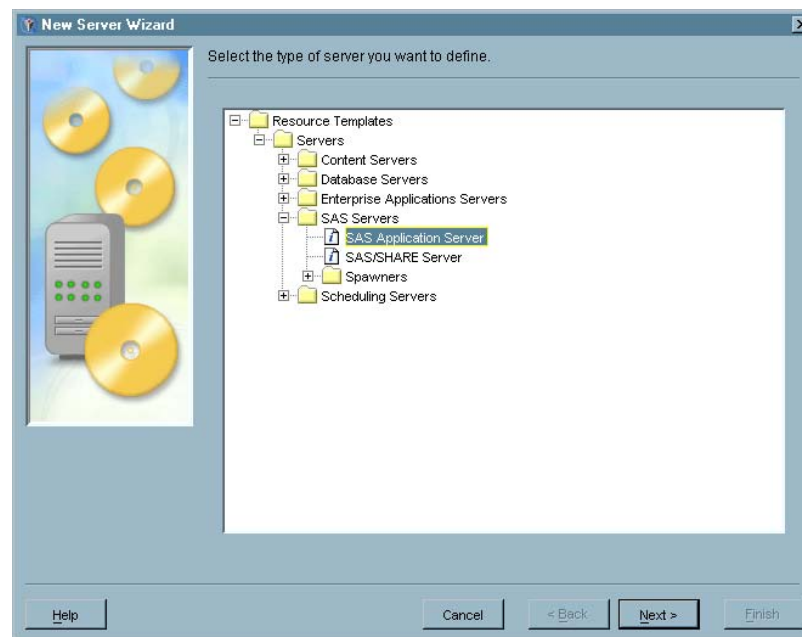 New Server Wizard
Select the type of server you want to define.
Resource Templates
Servers
Content Servers
Database Servers
Enterprise Applications Servers
SAS Servers
SAS Application Server
SAS/SHARE Server
Spawners
Scheduling Servers
Help Cancel < Back Next > Finish